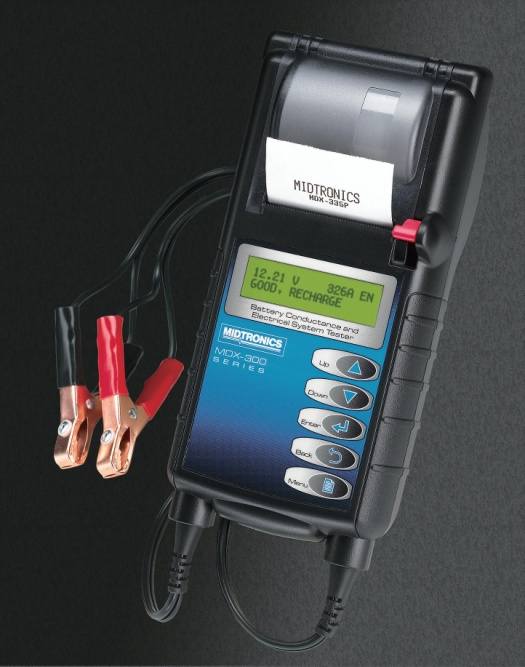 MIDTRONICS
MDX-335P
12.21 V 326A EN
GOOD, RECHARGE
Battery Conductance and
Electrical System Tester
MIDTRONICS
MDX-300
SERIES
Up
Down
Enter
Back
Menu